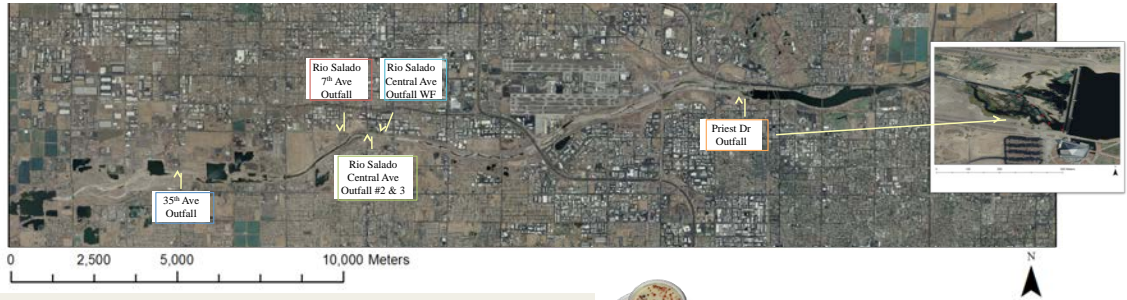 Rio Salado
7th Ave
Outfall
Rio Salado
Central Ave
Outfall WF
Rio Salado
Central Ave
Outfall #2 & 3
35th Ave
Outfall
Priest Dr
Outfall
0 2,500 5,000 10,000 Meters
N